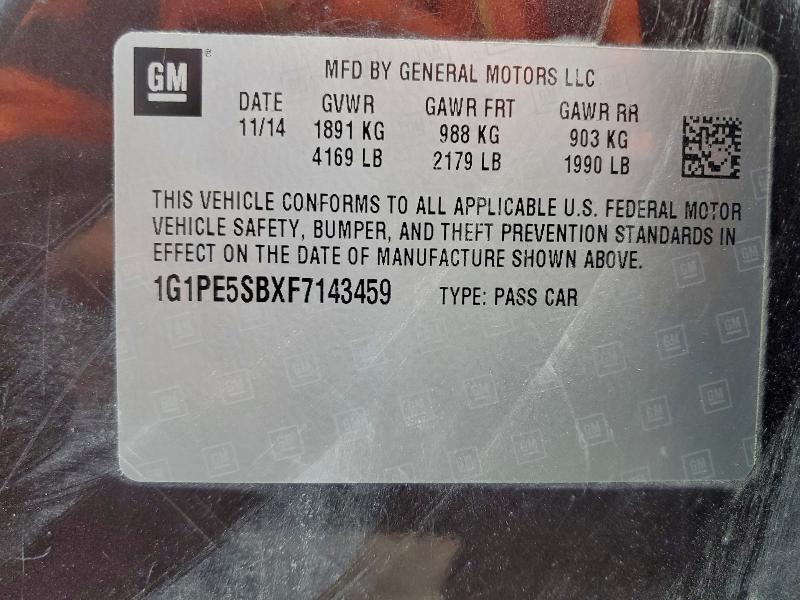 GM
MFD BY GENERAL MOTORS LLC
DATE GVWR GAWR FRT GAWR RR
11/14 1891 KG 988 KG 903 KG
4169 LB 2179 LB 1990 LB
THIS VEHICLE CONFORMS TO ALL APPLICABLE U.S. FEDERAL MOTOR
VEHICLE SAFETY, BUMPER, AND THEFT PREVENTION STANDARDS IN
EFFECT ON THE DATE OF MANUFACTURE SHOWN ABOVE.
1G1PE5SBXF7143459 TYPE: PASS CAR